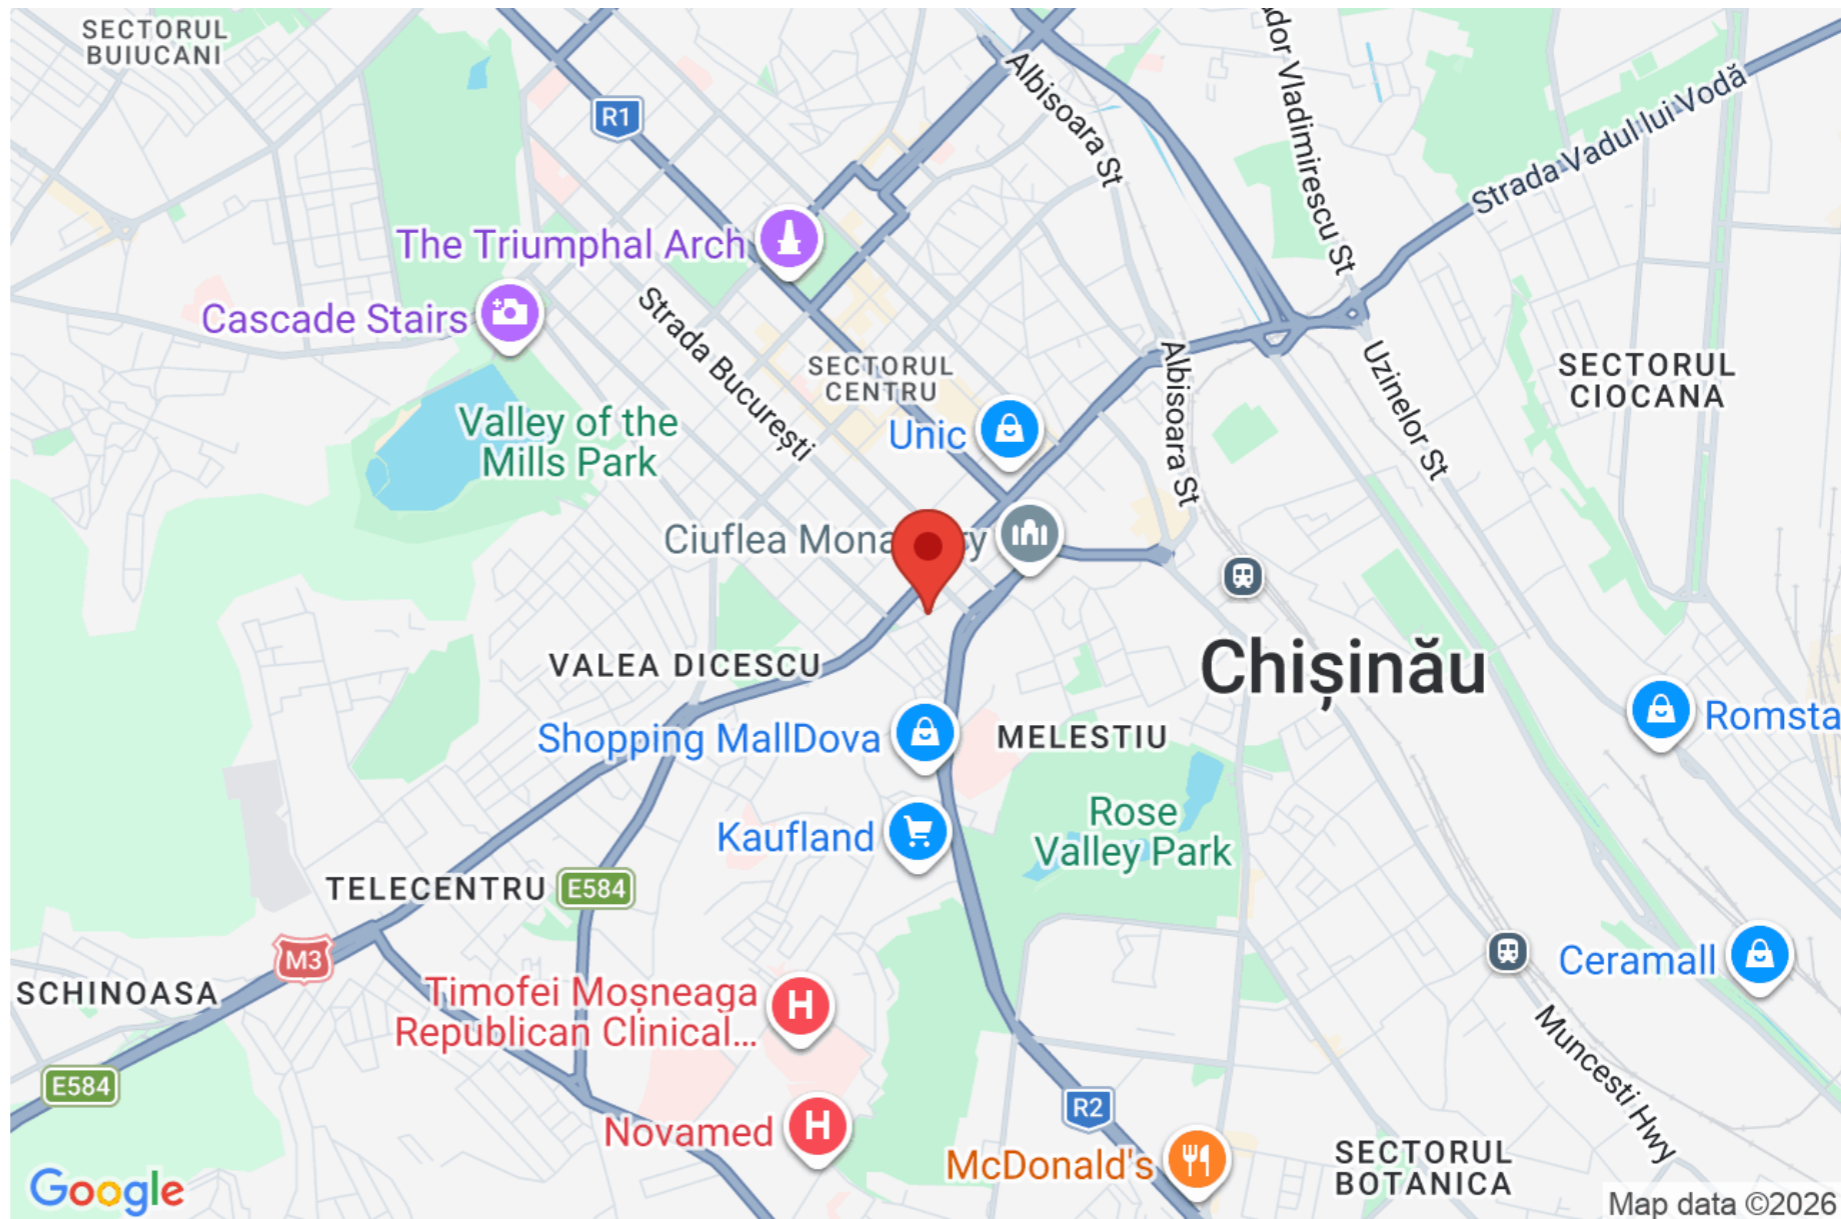 SECTORUL
BUIUCANI
R1
Albisoara St
ador Vladimirescu St
Strada Vadul lui Vodă
The Triumphal Arch
Cascade Stairs
Strada București
SECTORUL
CENTRU
Albisoara St
Uzinelor St
SECTORUL
CIOCANA
Valley of the
Mills Park
Unic
Ciuflea Mona
y
VALEA DICESCU
Chișinău
Shopping MallDova
MELESTIU
Romsta
Rose
Valley Park
Kaufland
TELECENTRU
E584
M3
SCHINOASA
Timofei Moșneaga
Republican Clinical...
H
Ceramall
Muncesti Hwy
E584
R2
Novamed
H
McDonald's
SECTORUL
BOTANICA
Google
Map data ©2026